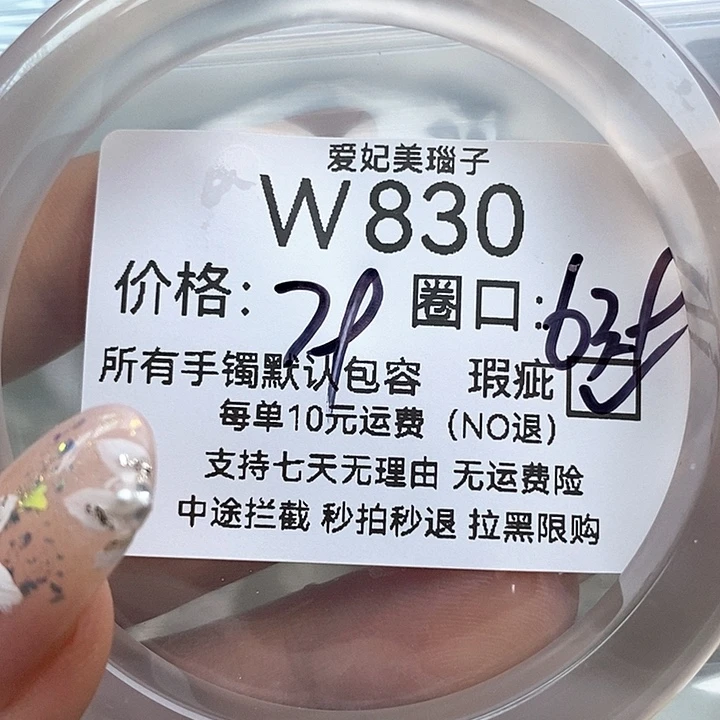 爱妃美瑙子
W830
价格: 圈口:63
所有手镯默认包容 瑕疵
每单10元运费（NO退）
支持七天无理由 无运费险
中途拦截 秒拍秒退 拉黑限购